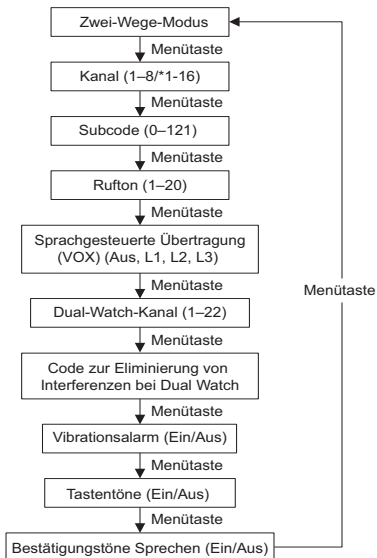 Zwei-Wege-Modus
Menütaste
Kanal (1–8/*1-16)
Menütaste
Subcode (0–121)
Menütaste
Rufton (1–20)
Menütaste
Sprachgesteuerte Übertragung
(VOX) (Aus, L1, L2, L3)
Menütaste
Dual-Watch-Kanal (1–22)
Menütaste
Code zur Eliminierung von
Interferenzen bei Dual Watch
Menütaste
Vibrationsalarm (Ein/Aus)
Menütaste
Tastentöne (Ein/Aus)
Menütaste
Bestätigungstöne Sprechen (Ein/Aus)
Menütaste